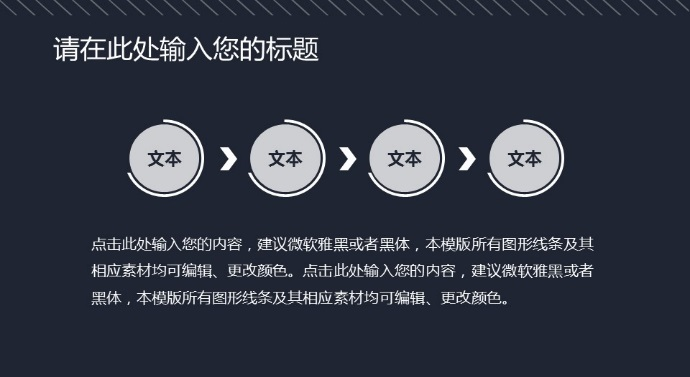 请在此处输入您的标题
文本 文本 文本 文本
点击此处输入您的内容，建议微软雅黑或者黑体，本模版所有图形线条及其
相应素材均可编辑、更改颜色。点击此处输入您的内容，建议微软雅黑或者
黑体，本模版所有图形线条及其相应素材均可编辑、更改颜色。